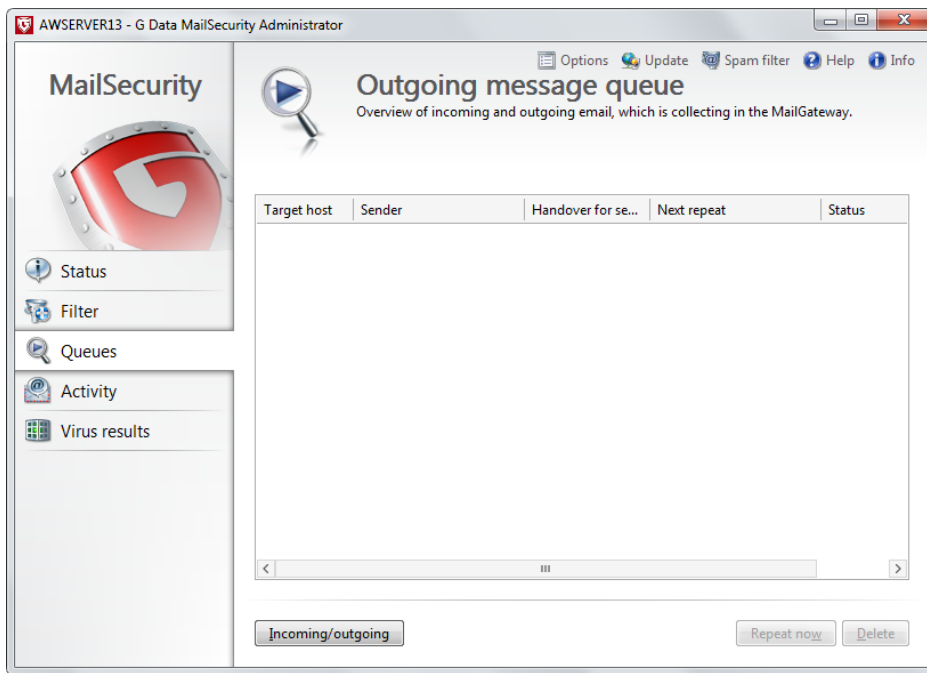 AWSERVER13 - G Data MailSecurity Administrator
MailSecurity
Options Update Spam filter Help Info
Outgoing message queue
Overview of incoming and outgoing email, which is collecting in the MailGateway.
Target host Sender Handover for se... Next repeat Status
Status
Filter
Queues
Activity
Virus results
Incoming/outgoing Repeat now Delete